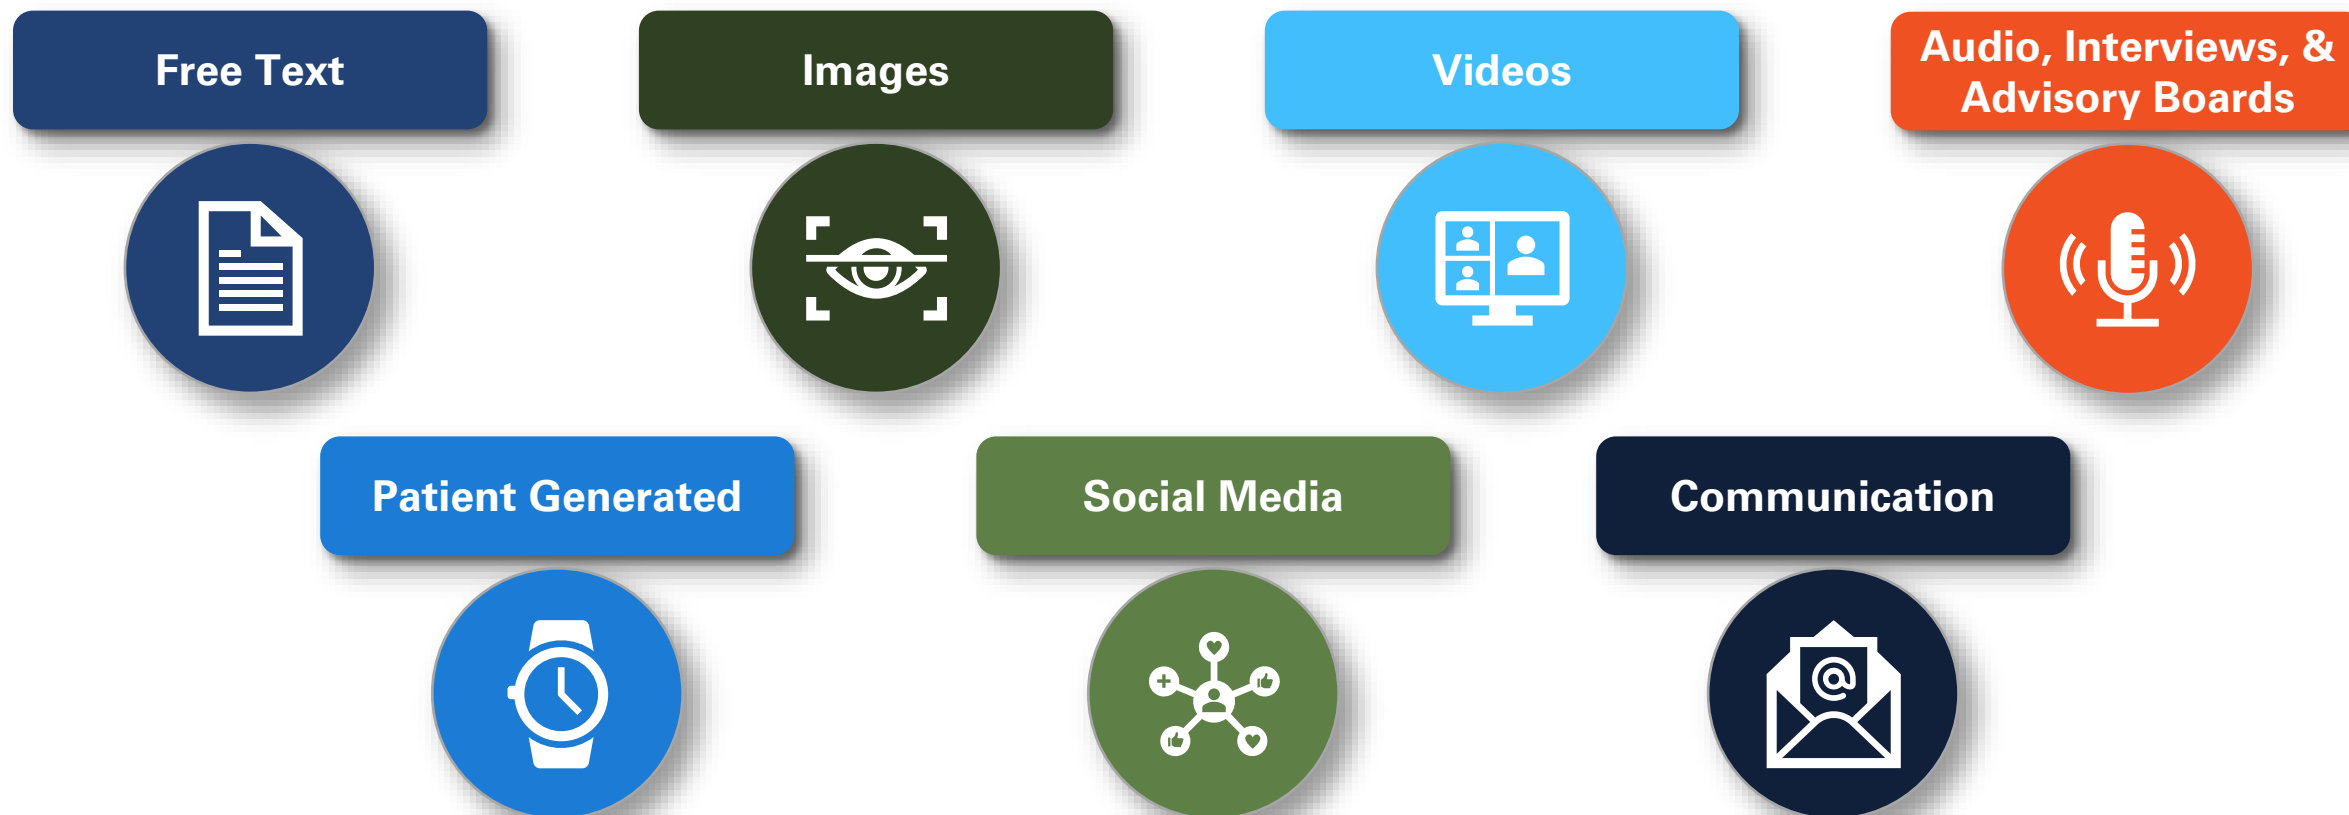 Free Text
Images
Videos
Audio, Interviews, &
Advisory Boards
Patient Generated
Social Media
Communication
@